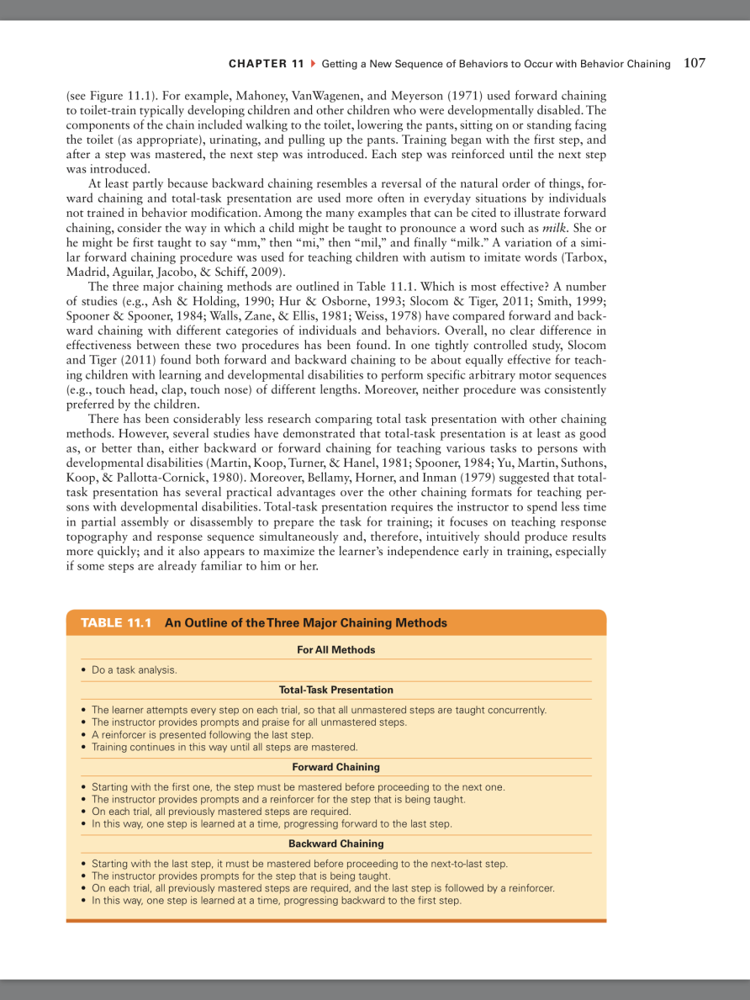 CHAPTER 11 ▸ Getting a New Sequence of Behaviors to Occur with Behavior Chaining 107
(see Figure 11.1). For example, Mahoney, VanWagenen, and Meyerson (1971) used forward chaining
to toilet-train typically developing children and other children who were developmentally disabled. The
components of the chain included walking to the toilet, lowering the pants, sitting on or standing facing
the toilet (as appropriate), urinating, and pulling up the pants. Training began with the first step, and
after a step was mastered, the next step was introduced. Each step was reinforced until the next step
was introduced.
At least partly because backward chaining resembles a reversal of the natural order of things, for-
ward chaining and total-task presentation are used more often in everyday situations by individuals
not trained in behavior modification. Among the many examples that can be cited to illustrate forward
chaining, consider the way in which a child might be taught to pronounce a word such as milk. She or
he might be first taught to say “mm,” then “mi,” then “mil,” and finally “milk.” A variation of a simi-
lar forward chaining procedure was used for teaching children with autism to imitate words (Tarbox,
Madrid, Aguilar, Jacobo, & Schiff, 2009).
The three major chaining methods are outlined in Table 11.1. Which is most effective? A number
of studies (e.g., Ash & Holding, 1990; Hur & Osborne, 1993; Slocom & Tiger, 2011; Smith, 1999;
Spooner & Spooner, 1984; Walls, Zane, & Ellis, 1981; Weiss, 1978) have compared forward and back-
ward chaining with different categories of individuals and behaviors. Overall, no clear difference in
effectiveness between these two procedures has been found. In one tightly controlled study, Slocom
and Tiger (2011) found both forward and backward chaining to be about equally effective for teach-
ing children with learning and developmental disabilities to perform specific arbitrary motor sequences
(e.g., touch head, clap, touch nose) of different lengths. Moreover, neither procedure was consistently
preferred by the children.
There has been considerably less research comparing total task presentation with other chaining
methods. However, several studies have demonstrated that total-task presentation is at least as good
as, or better than, either backward or forward chaining for teaching various tasks to persons with
developmental disabilities (Martin, Koop, Turner, & Hanel, 1981; Spooner, 1984; Yu, Martin, Suthons,
Koop, & Pallotta-Cornick, 1980). Moreover, Bellamy, Horner, and Inman (1979) suggested that total-
task presentation has several practical advantages over the other chaining formats for teaching per-
sons with developmental disabilities. Total-task presentation requires the instructor to spend less time
in partial assembly or disassembly to prepare the task for training; it focuses on teaching response
topography and response sequence simultaneously and, therefore, intuitively should produce results
more quickly; and it also appears to maximize the learner’s independence early in training, especially
if some steps are already familiar to him or her.
TABLE 11.1 An Outline of the Three Major Chaining Methods
For All Methods
• Do a task analysis.
Total-Task Presentation
• The learner attempts every step on each trial, so that all unmastered steps are taught concurrently.
• The instructor provides prompts and praise for all unmastered steps.
• A reinforcer is presented following the last step.
• Training continues in this way until all steps are mastered.
Forward Chaining
• Starting with the first one, the step must be mastered before proceeding to the next one.
• The instructor provides prompts and a reinforcer for the step that is being taught.
• On each trial, all previously mastered steps are required.
• In this way, one step is learned at a time, progressing forward to the last step.
Backward Chaining
• Starting with the last step, it must be mastered before proceeding to the next-to-last step.
• The instructor provides prompts for the step that is being taught.
• On each trial, all previously mastered steps are required, and the last step is followed by a reinforcer.
• In this way, one step is learned at a time, progressing backward to the first step.